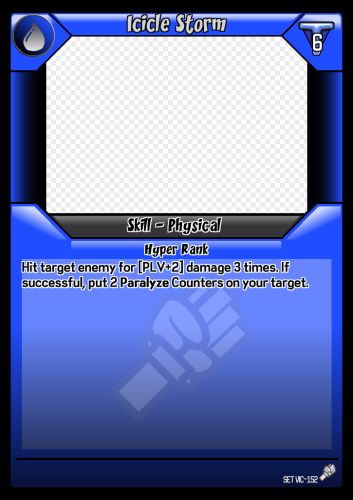 Icicle Storm
6
Skill - Physical
Hyper Rank
Hit target enemy for [PLV+2] damage 3 times. If
successful, put 2 Paralyze Counters on your target.
SET VIC-152